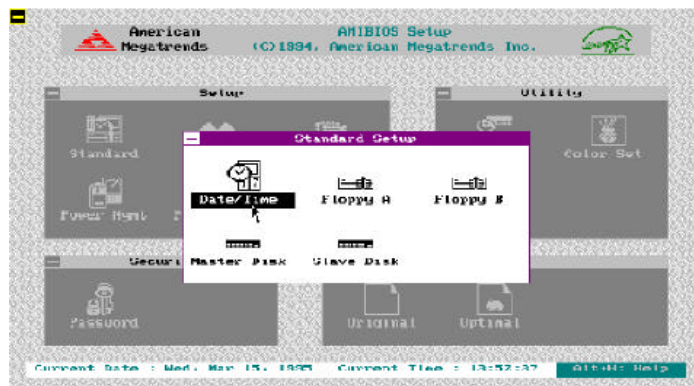 American
Megatrends
AMIBIOS Setup
(C)1994, American Megatrends Inc.
Setup
Utility
Standard
Color Set
Power Mgmt
Standard Setup
Date/Time
Floppy A
Floppy B
Master Disk
Slave Disk
Securi
Password
Original
Optimal
Current Date : Wed, Mar 15, 1995
Current Time : 13:52:37
Alt+H: Help